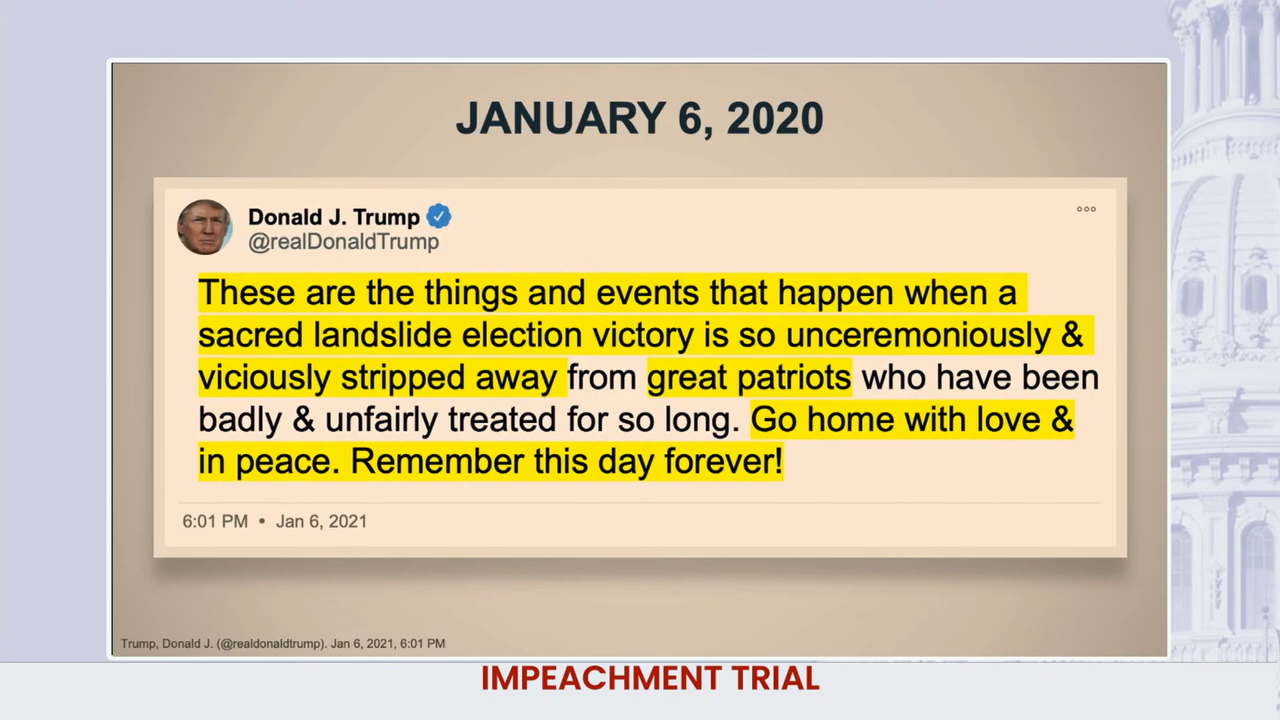 JANUARY 6, 2020
Donald J. Trump
@realDonaldTrump
These are the things and events that happen when a
sacred landslide election victory is so unceremoniously &
viciously stripped away from great patriots who have been
badly & unfairly treated for so long. Go home with love &
in peace. Remember this day forever!
6:01 PM • Jan 6, 2021
Trump, Donald J. (@realdonaldtrump). Jan 6, 2021, 6:01 PM
IMPEACHMENT TRIAL